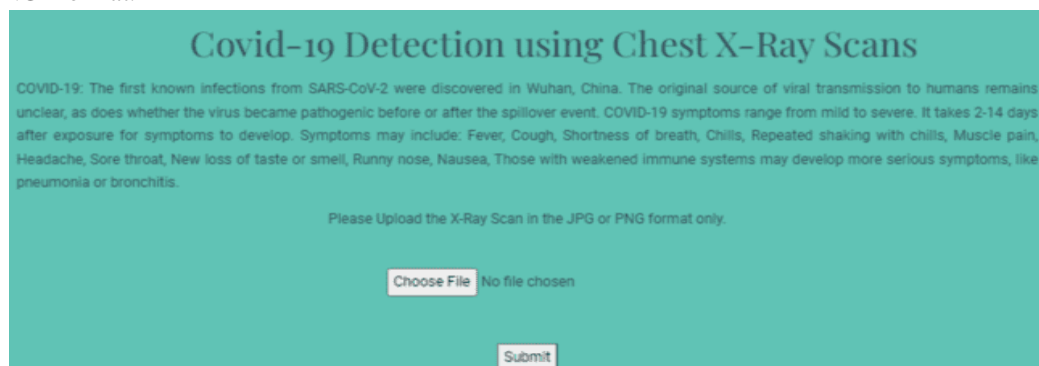 Covid-19 Detection using Chest X-Ray Scans
COVID-19: The first known infections from SARS-CoV-2 were discovered in Wuhan, China. The original source of viral transmission to humans remains
unclear, as does whether the virus became pathogenic before or after the spillover event. COVID-19 symptoms range from mild to severe. It takes 2-14 days
after exposure for symptoms to develop. Symptoms may include: Fever, Cough, Shortness of breath, Chills, Repeated shaking with chills, Muscle pain,
Headache, Sore throat, New loss of taste or smell, Runny nose, Nausea, Those with weakened immune systems may develop more serious symptoms, like
pneumonia or bronchitis.
Please Upload the X-Ray Scan in the JPG or PNG format only.
Choose File No file chosen
Submit